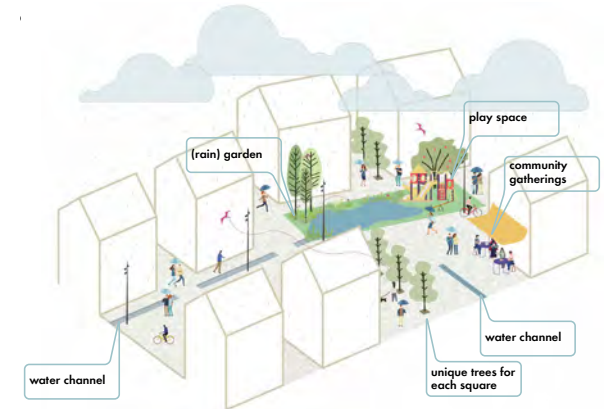 play space
(rain) garden
community
gatherings
water channel
water channel
unique trees for
each square